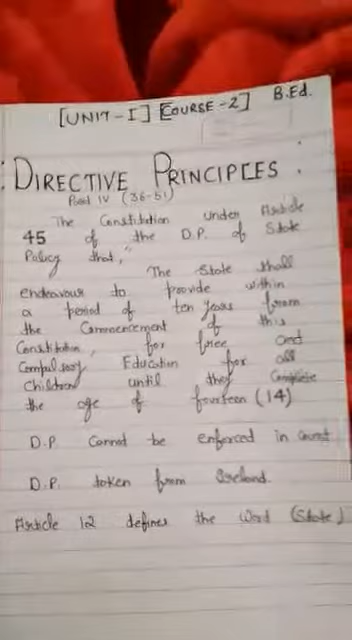 [UNIT-I] [COURSE-2] B.Ed.
: DIRECTIVE PRINCIPLES .
Part IV (36-51)
The Constitution under Article
45 of the D.P. of State
Policy that, "
The State shall
endeavour to provide within
a period of ten years from
the Commencement of this
Constitution, for free and
Compulsory Education for all
Children until they Complete
the age of fourteen (14)
D.P. Cannot be enforced in Court
D.P. taken from Ireland.
Article 12 defines the Word (State)